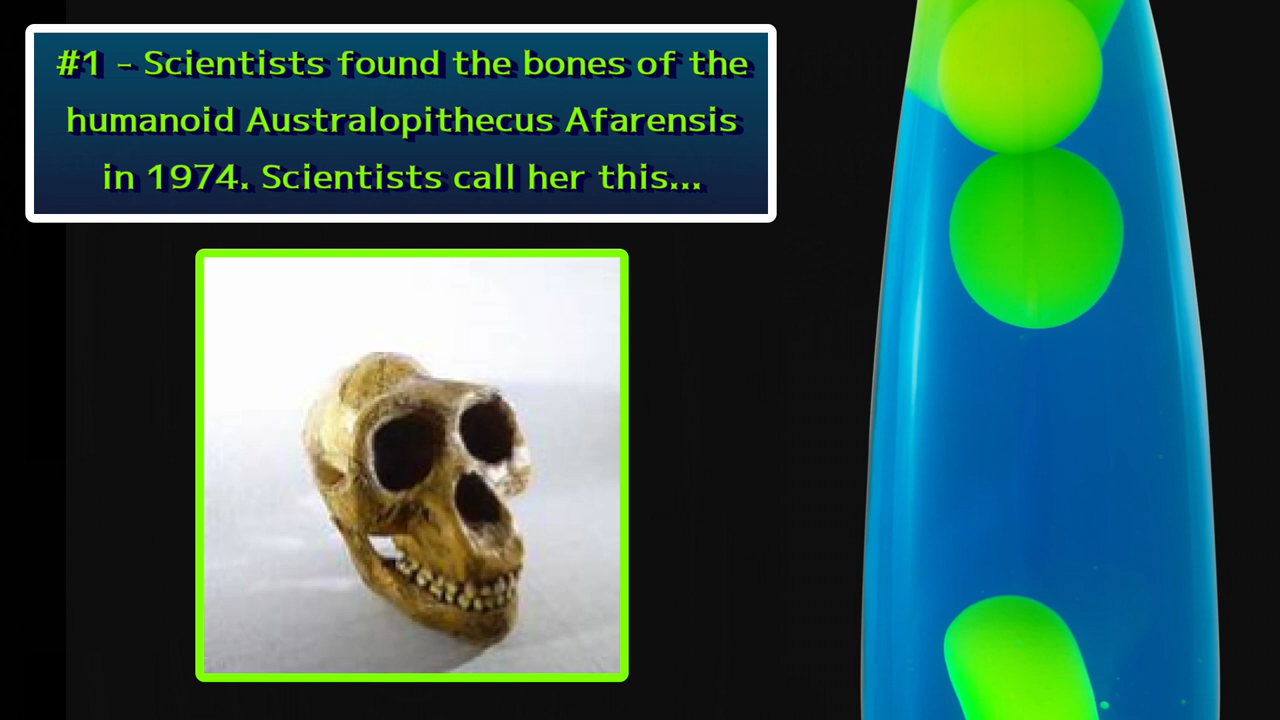 #1 - Scientists found the bones of the
humanoid Australopithecus Afarensis
in 1974. Scientists call her this...